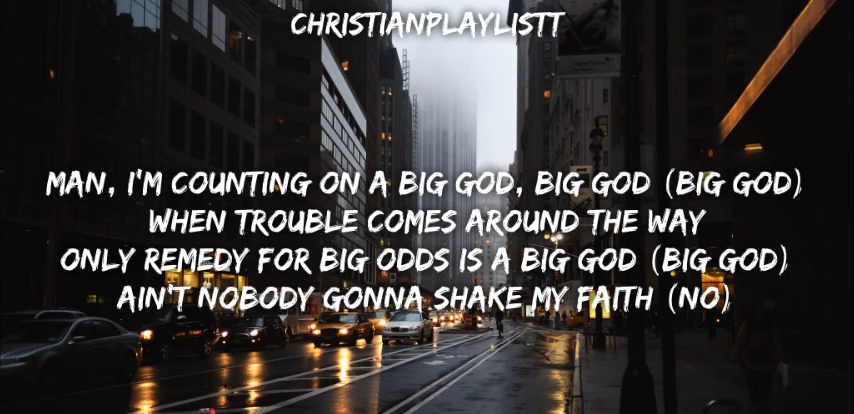 CHRISTIANPLAYLISTT
MAN, I'M COUNTING ON A BIG GOD, BIG GOD (BIG GOD)
WHEN TROUBLE COMES AROUND THE WAY
ONLY REMEDY FOR BIG ODDS IS A BIG GOD (BIG GOD)
AIN'T NOBODY GONNA SHAKE MY FAITH (NO)